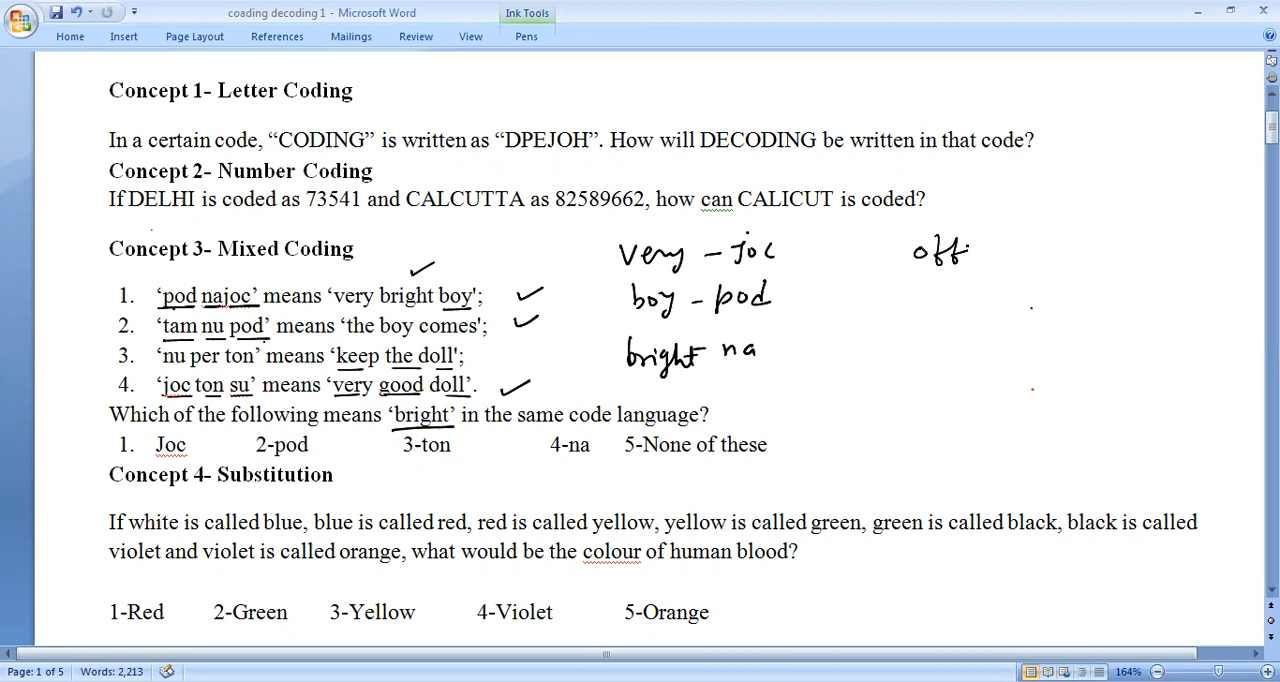 coading decoding 1 - Microsoft Word
Ink Tools
Home Insert Page Layout References Mailings Review View Pens
Concept 1- Letter Coding
In a certain code, “CODING” is written as “DPEJOH”. How will DECODING be written in that code?
Concept 2- Number Coding
If DELHI is coded as 73541 and CALCUTTA as 82589662, how can CALICUT is coded?
Concept 3- Mixed Coding
very - joc
off
1. ‘pod najoc’ means ‘very bright boy';
boy - pod
2. ‘tam nu pod’ means ‘the boy comes';
3. ‘nu per ton’ means ‘keep the doll';
bright na
4. ‘joc ton su’ means ‘very good doll’.
Which of the following means ‘bright’ in the same code language?
1. Joc 2-pod 3-ton 4-na 5-None of these
Concept 4- Substitution
If white is called blue, blue is called red, red is called yellow, yellow is called green, green is called black, black is called
violet and violet is called orange, what would be the colour of human blood?
1-Red 2-Green 3-Yellow 4-Violet 5-Orange
Page: 1 of 5 Words: 2,213 164%